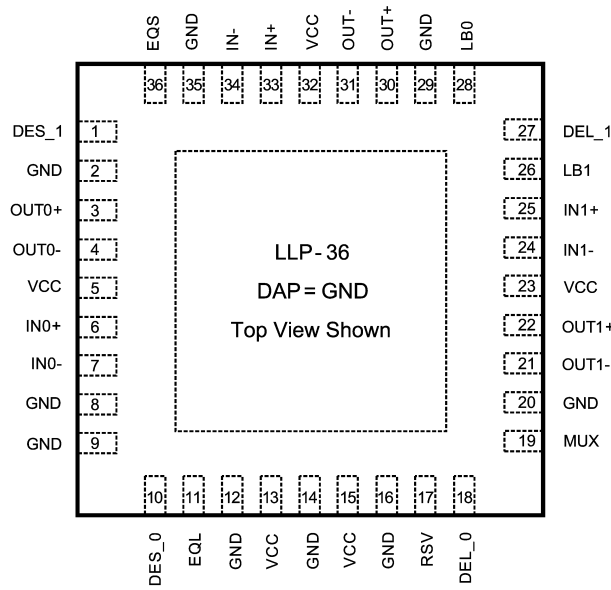 EQS GND IN- IN+ VCC OUT- OUT+ GND LB0
36 35 34 33 32 31 30 29 28
DES_1 1
GND 2
OUT0+ 3
OUT0- 4
VCC 5
IN0+ 6
IN0- 7
GND 8
GND 9
LLP-36
DAP = GND
Top View Shown
27 DEL_1
26 LB1
25 IN1+
24 IN1-
23 VCC
22 OUT1+
21 OUT1-
20 GND
19 MUX
10 11 12 13 14 15 16 17 18
DES_0 EQL GND VCC GND VCC GND RSV DEL_0